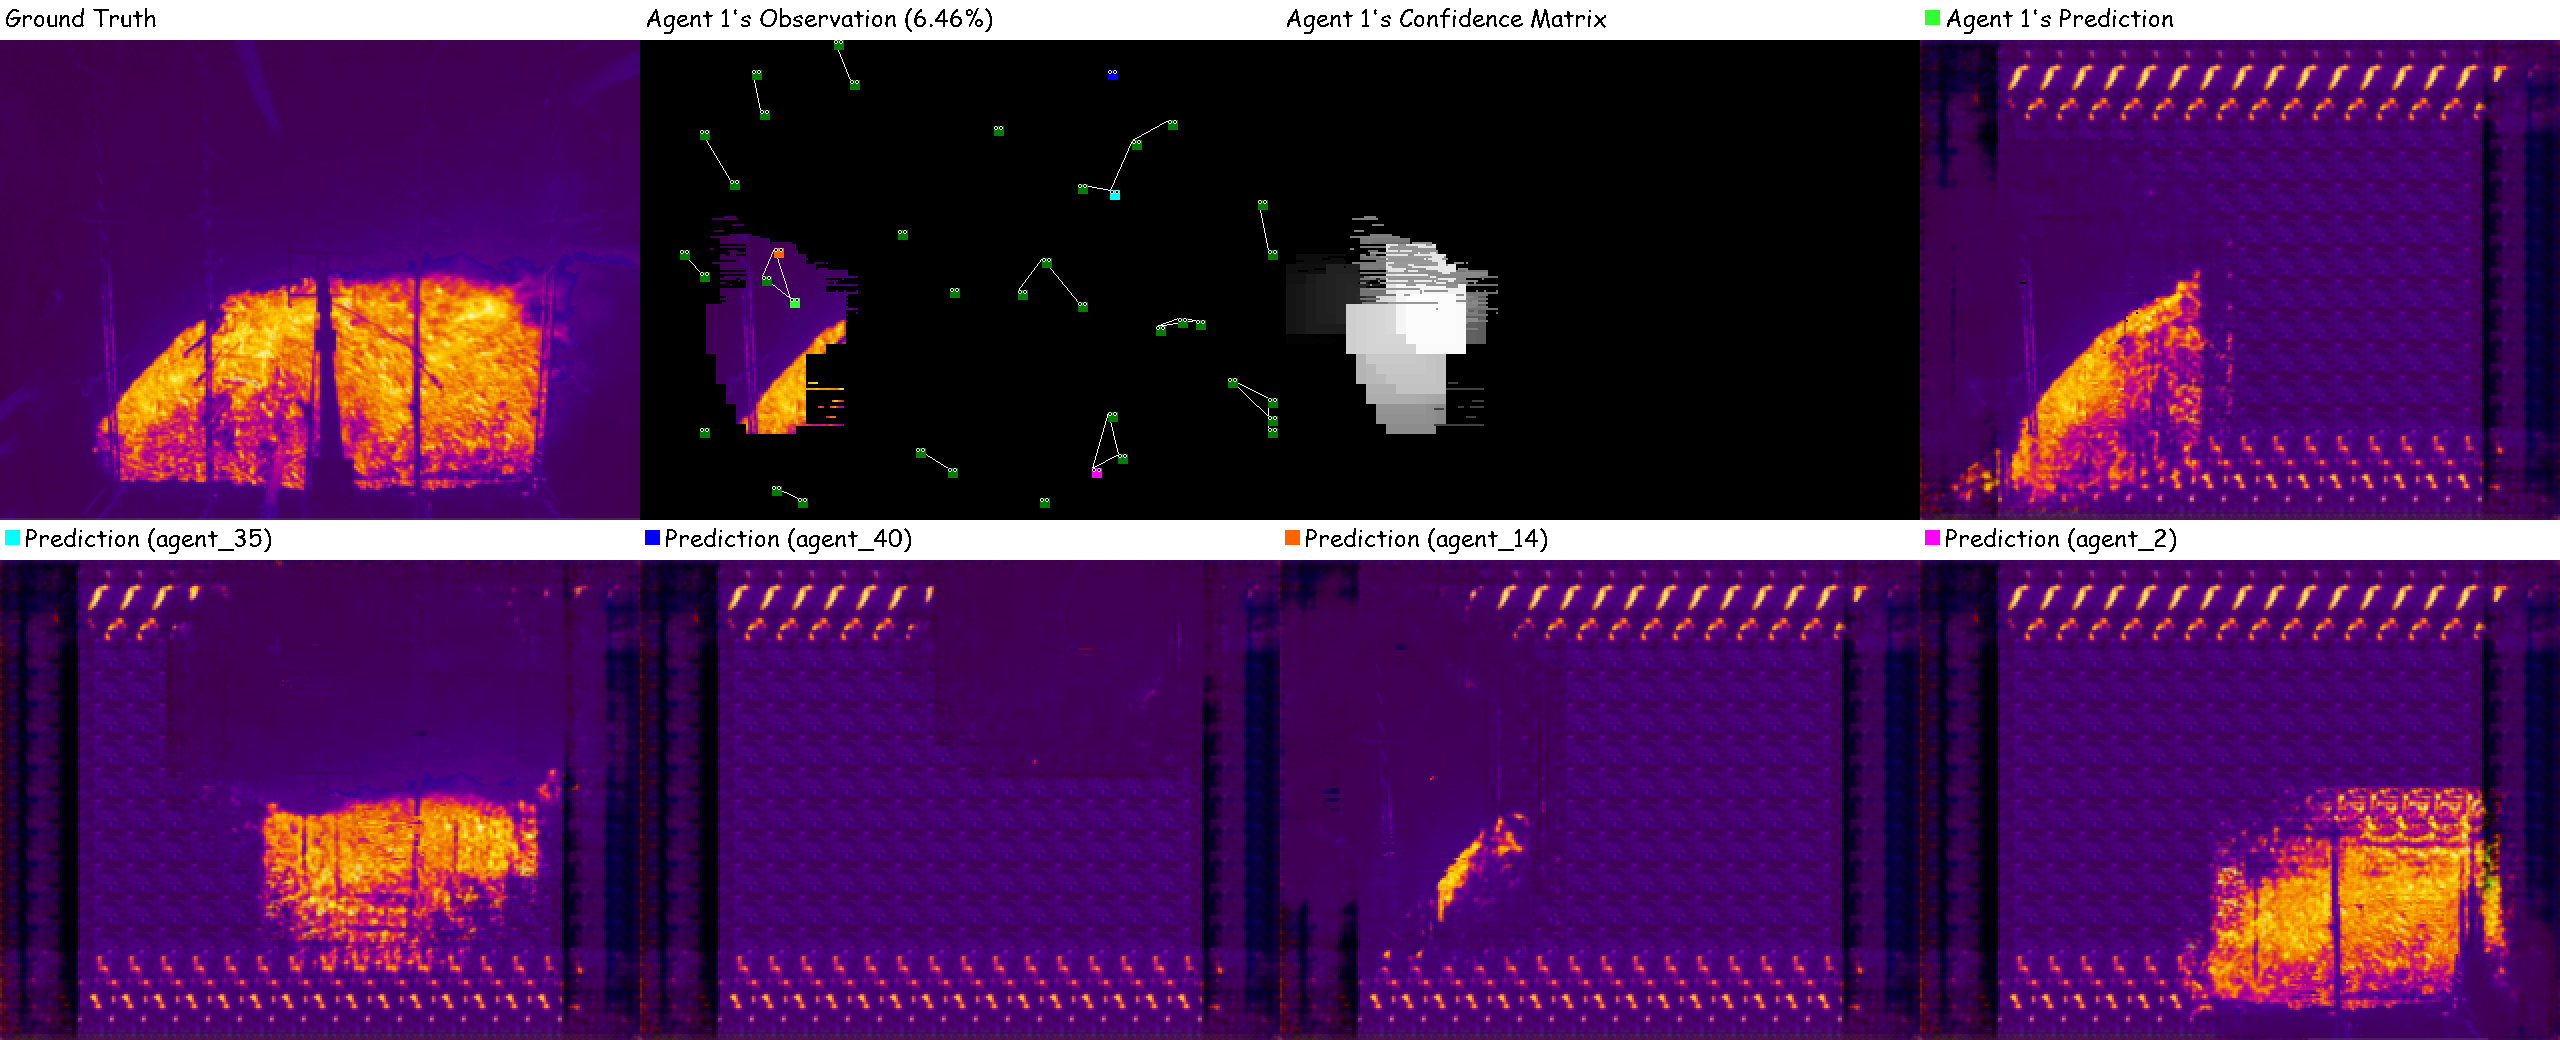 Ground Truth
Agent 1's Observation (6.46%)
Agent 1's Confidence Matrix
Agent 1's Prediction
Prediction (agent_35)
Prediction (agent_40)
Prediction (agent_14)
Prediction (agent_2)